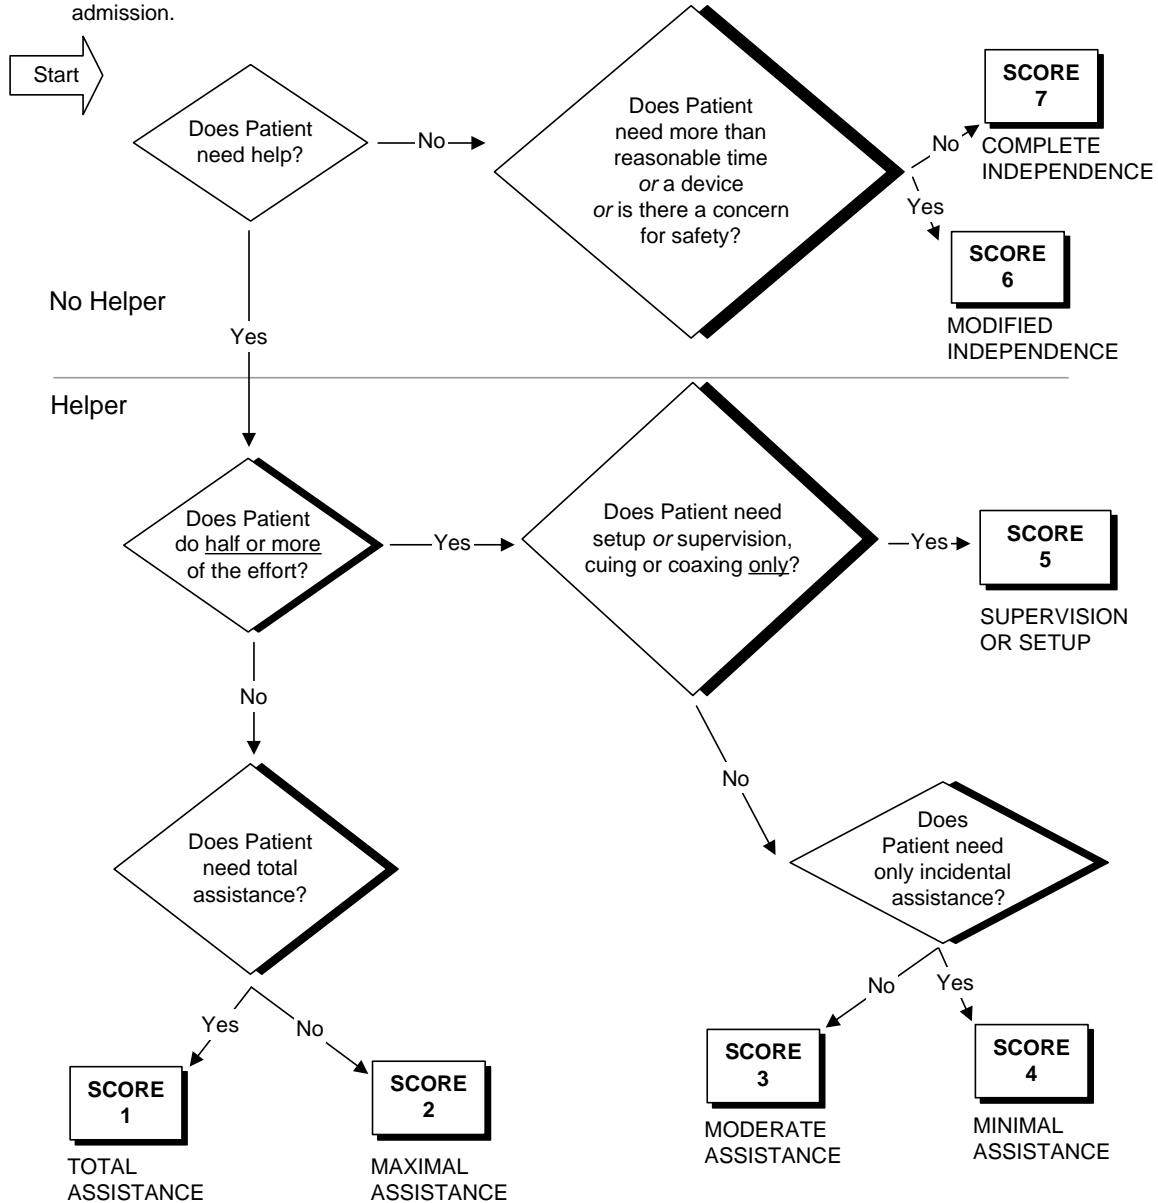 admission.
Start
Does Patient
need help?
No
Does Patient
need more than
reasonable time
or a device
or is there a concern
for safety?
No
SCORE
7
COMPLETE
INDEPENDENCE
Yes
SCORE
6
MODIFIED
INDEPENDENCE
No Helper
Yes
Helper
Does Patient
do half or more
of the effort?
Yes
Does Patient need
setup or supervision,
cuing or coaxing only?
Yes
SCORE
5
SUPERVISION
OR SETUP
No
No
Does Patient
need total
assistance?
Does
Patient need
only incidental
assistance?
Yes
No
No
Yes
SCORE
1
TOTAL
ASSISTANCE
SCORE
2
MAXIMAL
ASSISTANCE
SCORE
3
MODERATE
ASSISTANCE
SCORE
4
MINIMAL
ASSISTANCE